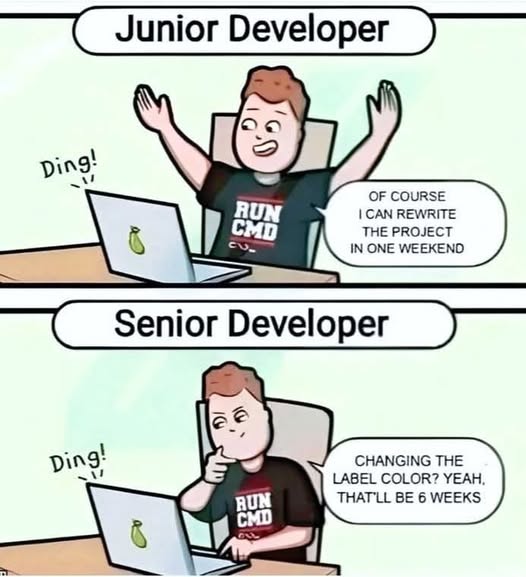 Junior Developer
Ding!
RUN
CMD
OF COURSE
I CAN REWRITE
THE PROJECT
IN ONE WEEKEND
Senior Developer
Ding!
RUN
CMD
CHANGING THE
LABEL COLOR? YEAH,
THAT'LL BE 6 WEEKS